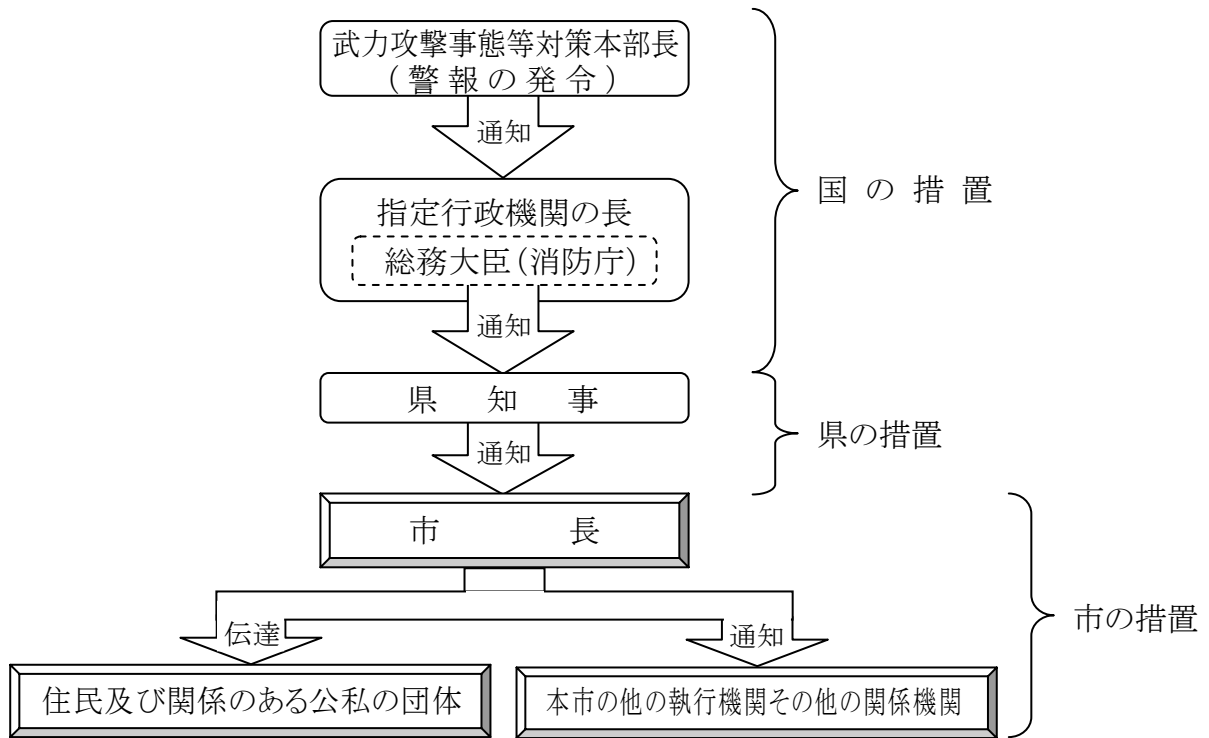 武力攻撃事態等対策本部長
(警報の発令)
通知
指定行政機関の長
総務大臣(消防庁)
通知
国の措置
県知事
通知
県の措置
市長
伝達
通知
市の措置
住民及び関係のある公私の団体
本市の他の執行機関その他の関係機関